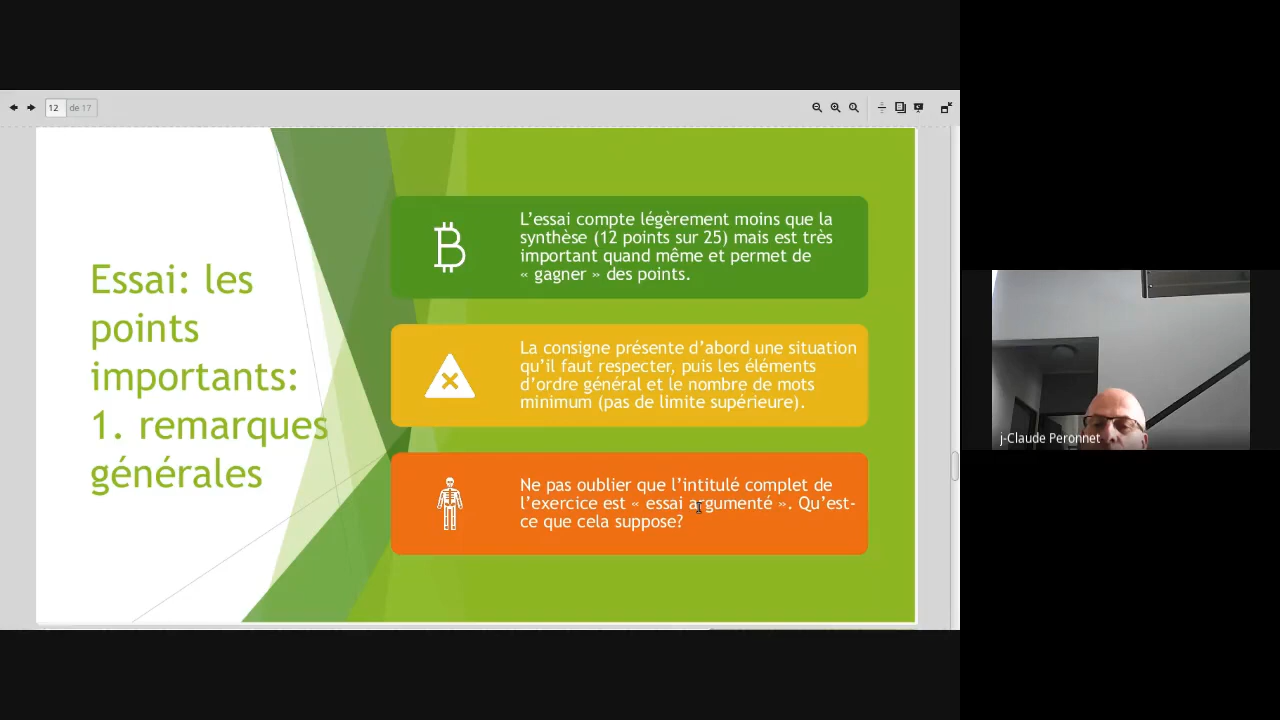 12 de 17
Essai: les
points
importants:
1. remarques
générales
L’essai compte légèrement moins que la
synthèse (12 points sur 25) mais est très
important quand même et permet de
« gagner » des points.
La consigne présente d’abord une situation
qu’il faut respecter, puis les éléments
d’ordre général et le nombre de mots
minimum (pas de limite supérieure).
Ne pas oublier que l’intitulé complet de
l’exercice est « essai argumenté ». Qu’est-
ce que cela suppose?
j-Claude Peronnet